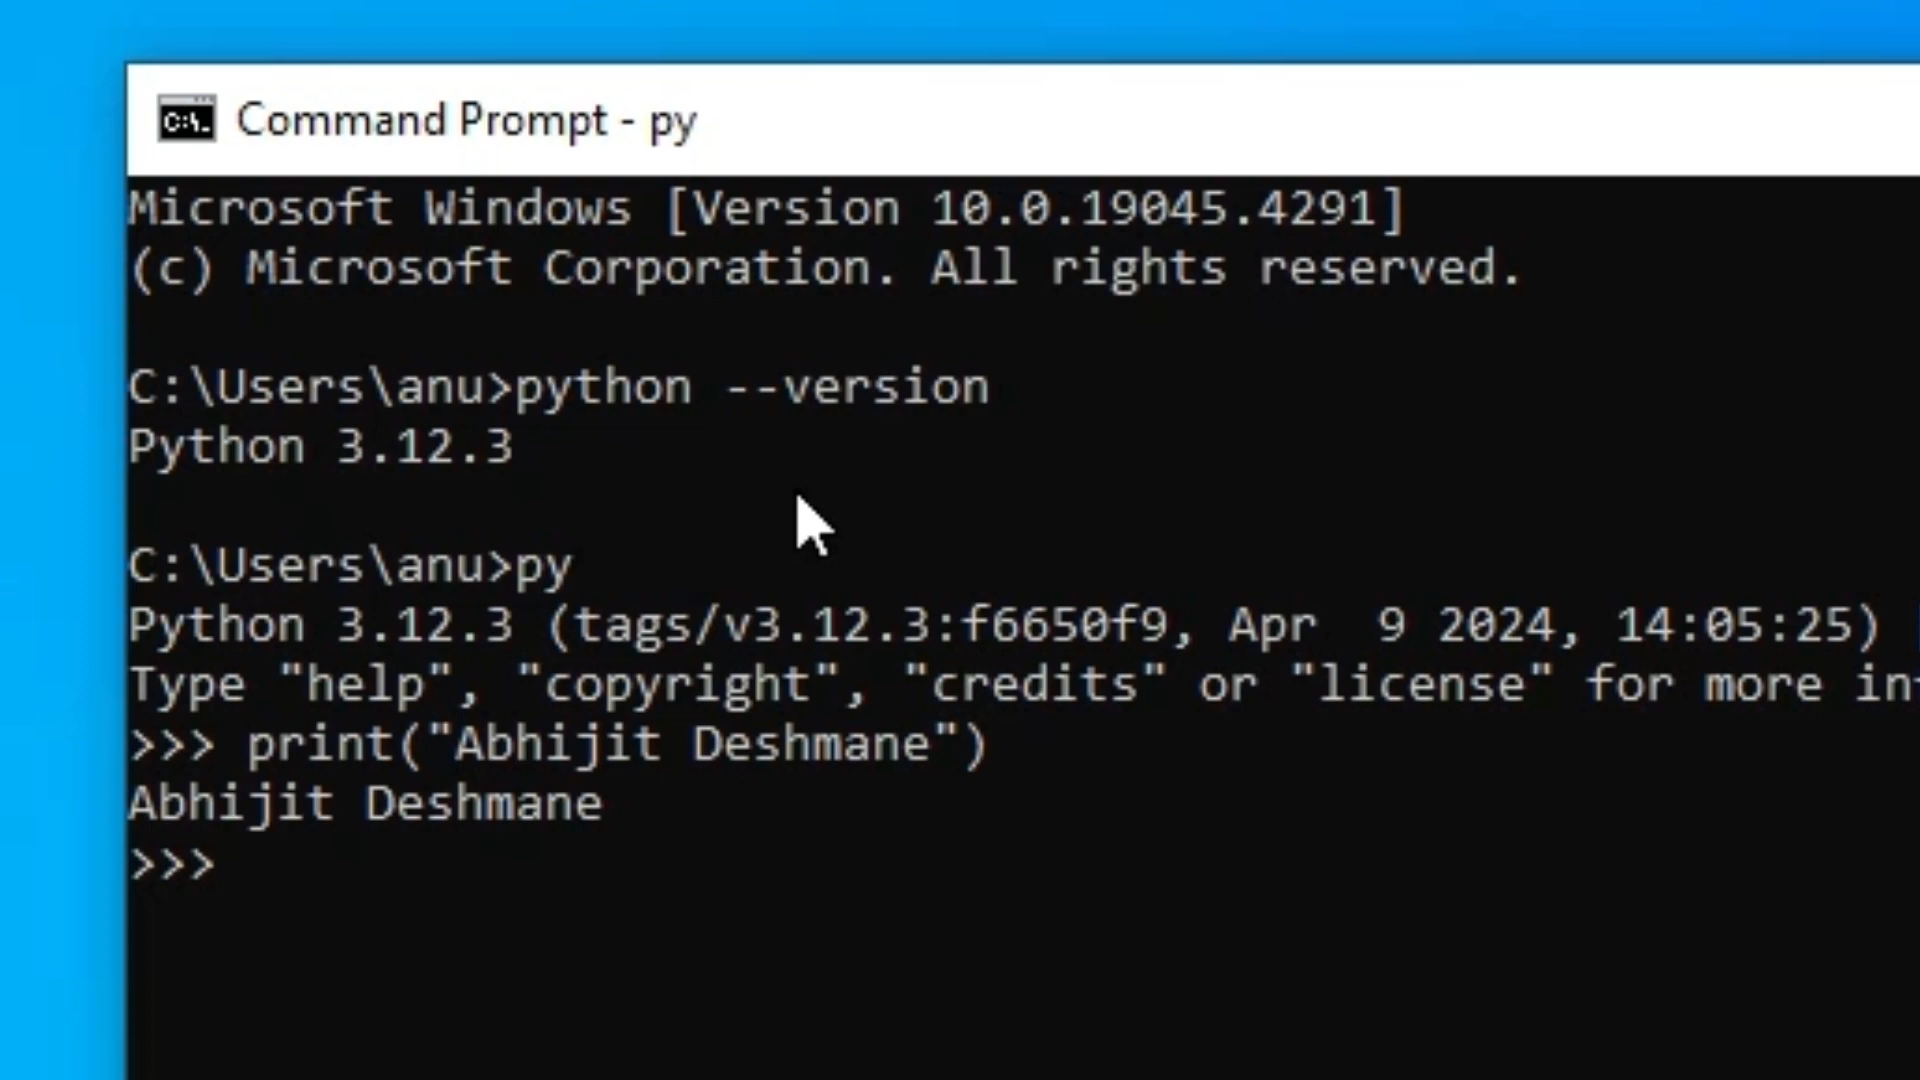 Command Prompt - py
Microsoft Windows [Version 10.0.19045.4291]
(c) Microsoft Corporation. All rights reserved.
C:\Users\anu>python --version
Python 3.12.3
C:\Users\anu>py
Python 3.12.3 (tags/v3.12.3:f6650f9, Apr  9 2024, 14:05:25)
Type "help", "copyright", "credits" or "license" for more
>>> print("Abhijit Deshmane")
Abhijit Deshmane
>>>